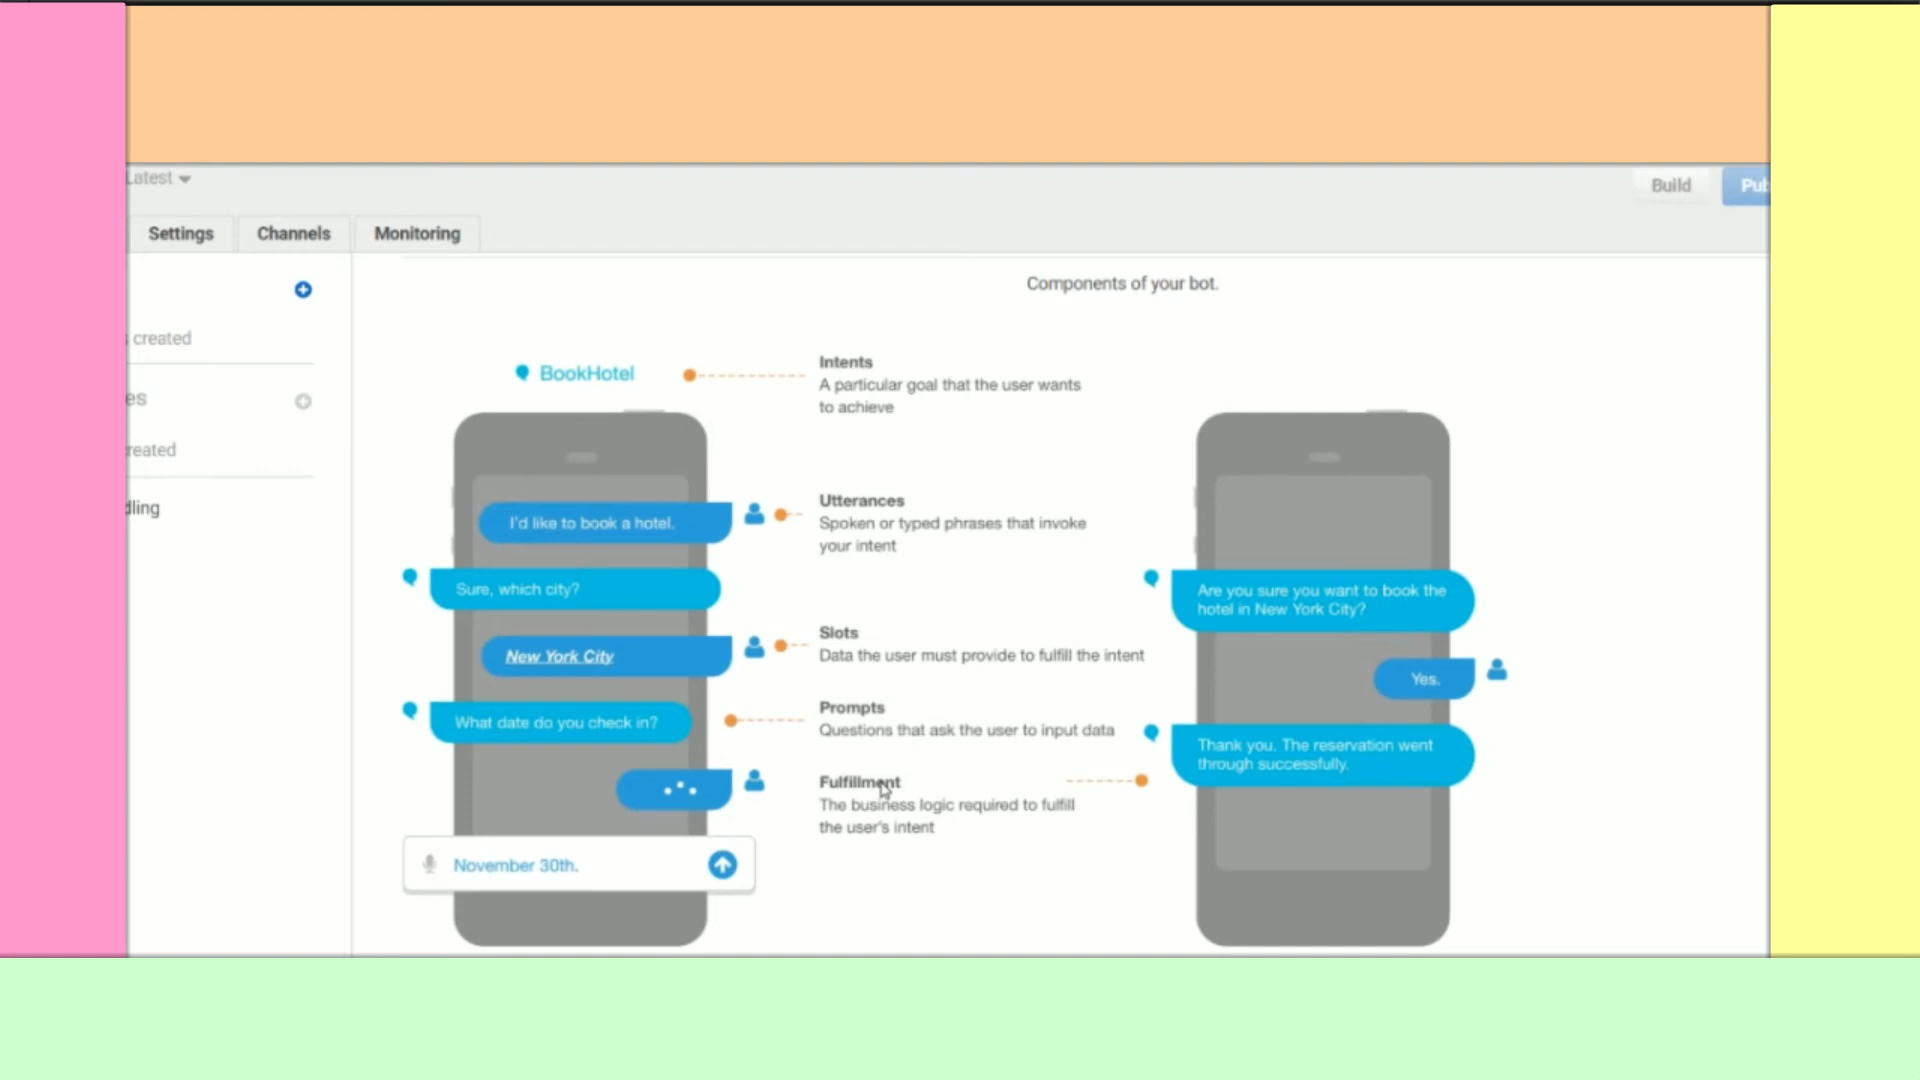 Latest
Build
Settings
Channels
Monitoring
Components of your bot.
created
BookHotel
Intents
A particular goal that the user wants
to achieve
I'd like to book a hotel.
Utterances
Spoken or typed phrases that invoke
your intent
Sure, which city?
New York City
Slots
Data the user must provide to fulfill the intent
What date do you check in?
Prompts
Questions that ask the user to input data
Fulfillment
The business logic required to fulfill
the user's intent
November 30th.
Are you sure you want to book the
hotel in New York City?
Yes.
Thank you. The reservation went
through successfully.